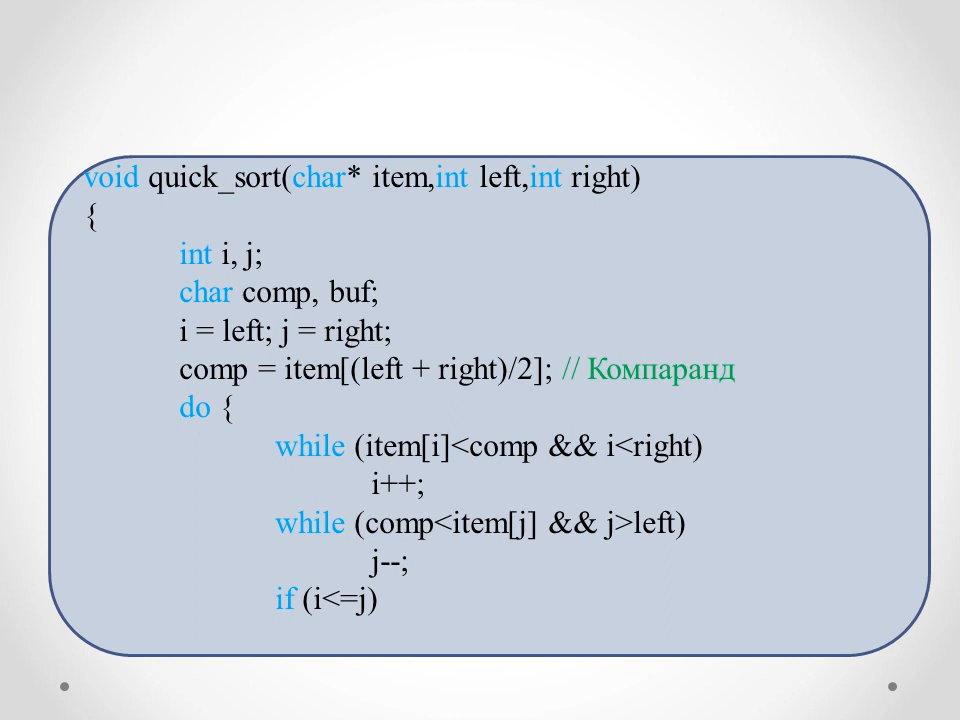 void quick_sort(char* item,int left,int right)
{
int i, j;
char comp, buf;
i = left; j = right;
comp = item[(left + right)/2]; // Компаранд
do {
while (item[i]<comp && i<right)
i++;
while (comp<item[j] && j>left)
j--;
if (i<=j)